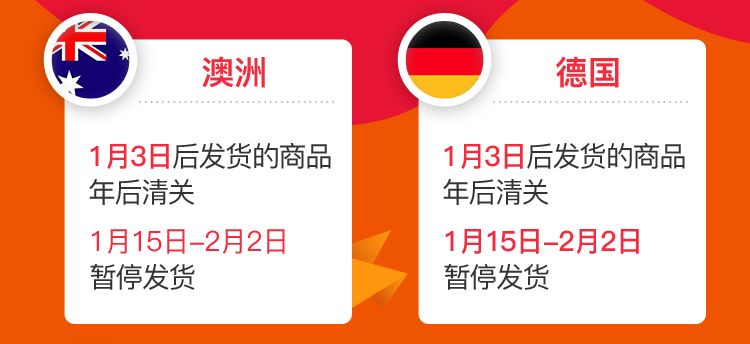 澳洲
1月3日后发货的商品
年后清关
1月15日-2月2日
暂停发货
德国
1月3日后发货的商品
年后清关
1月15日-2月2日
暂停发货